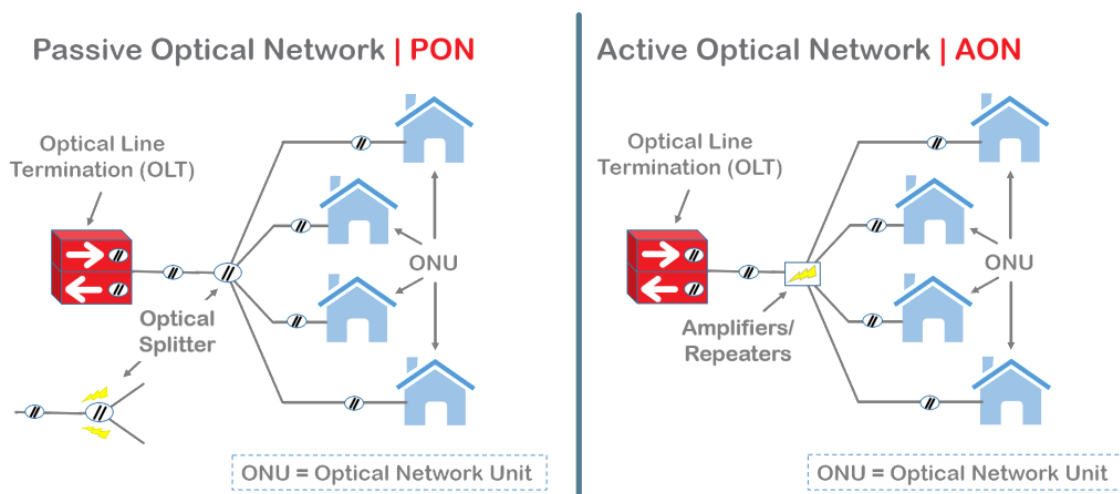 Passive Optical Network | PON
Optical Line
Termination (OLT)
ONU
Optical
Splitter
ONU = Optical Network Unit
Active Optical Network | AON
Optical Line
Termination (OLT)
ONU
Amplifiers/
Repeaters
ONU = Optical Network Unit